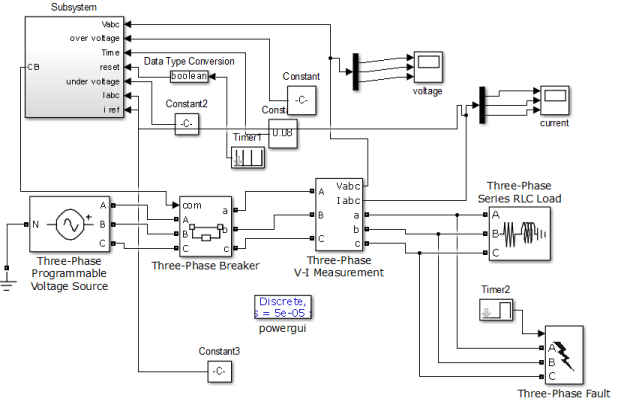 Subsystem
Vabc
over voltage
Time
reset
under voltage
Iabc
i ref
CB
Data Type Conversion
boolean
Constant
-C-
Constant2
-C-
0.08
Timer1
voltage
current
Vabc
Iabc
A
B
C
a
b
c
Three-Phase
V-I Measurement
Three-Phase
Series RLC Load
A
B
C
N
A
B
C
Three-Phase
Programmable
Voltage Source
com
A
B
C
a
b
c
Three-Phase Breaker
Discrete,
s = 5e-05 s
powergui
Timer2
Constant3
-C-
A
B
C
Three-Phase Fault